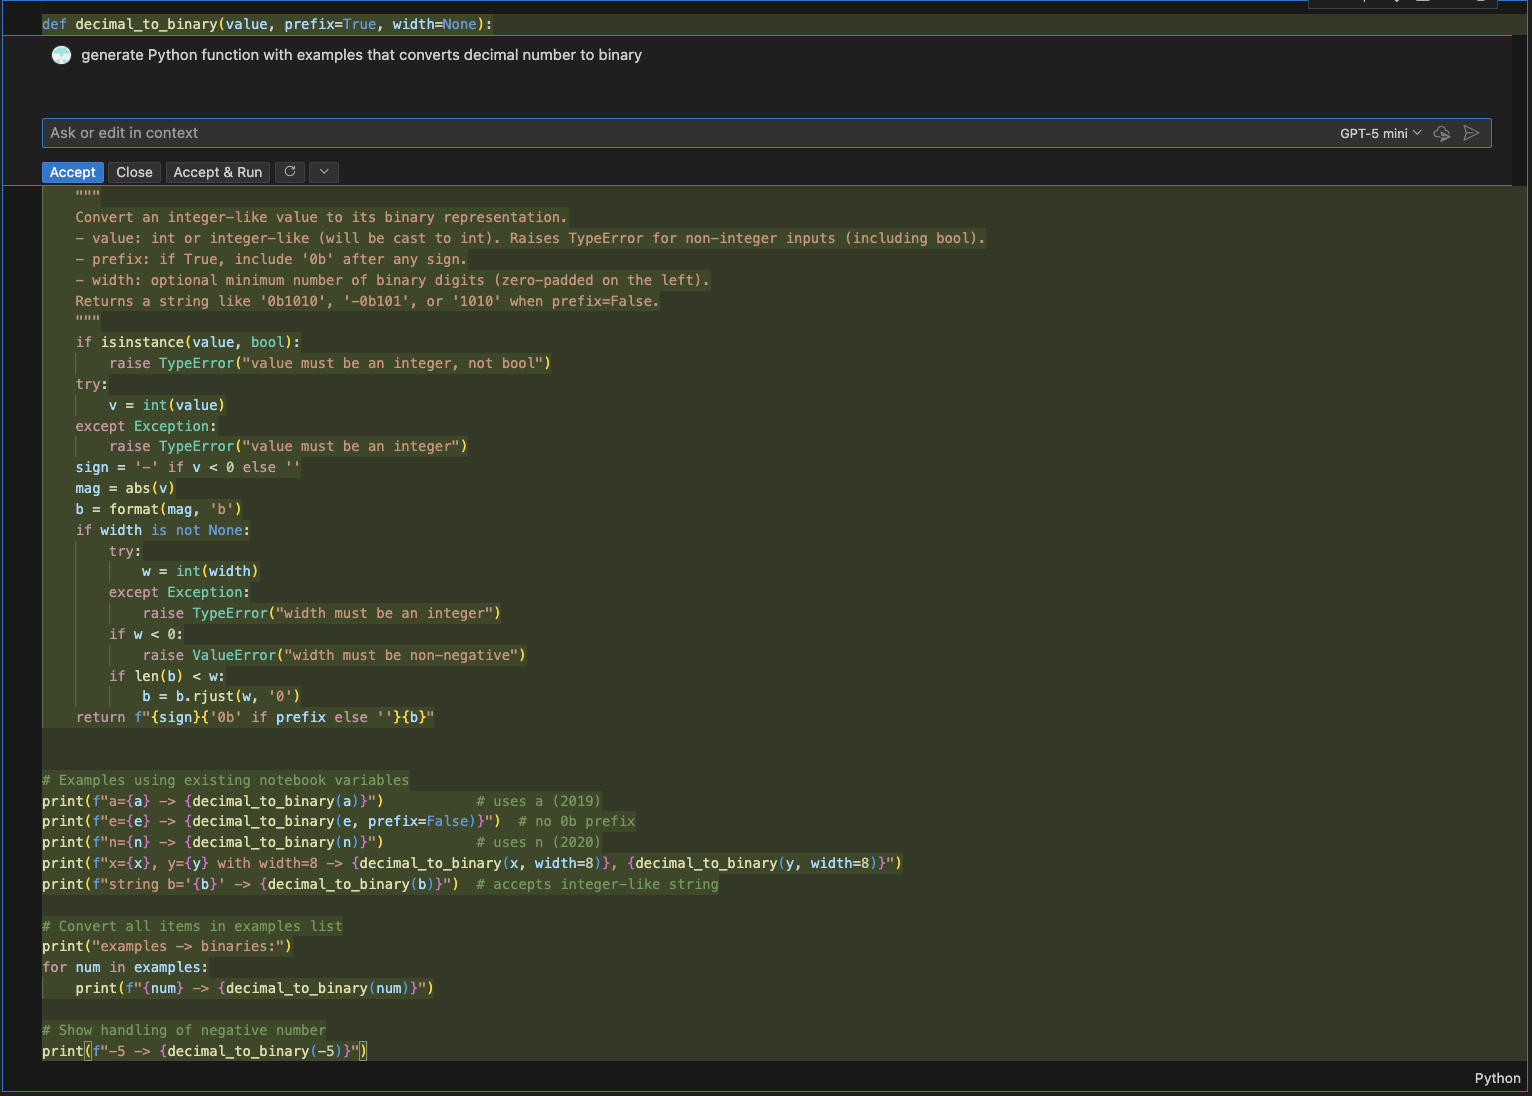 def decimal_to_binary(value, prefix=True, width=None):
generate Python function with examples that converts decimal number to binary
Ask or edit in context
GPT-5 mini
Accept
Close
Accept & Run
    """
    Convert an integer-like value to its binary representation.
    - value: int or integer-like (will be cast to int). Raises TypeError for non-integer inputs (including bool).
    - prefix: if True, include '0b' after any sign.
    - width: optional minimum number of binary digits (zero-padded on the left).
    Returns a string like '0b1010', '-0b101', or '1010' when prefix=False.
    """
    if isinstance(value, bool):
        raise TypeError("value must be an integer, not bool")
    try:
        v = int(value)
    except Exception:
        raise TypeError("value must be an integer")
    sign = '-' if v < 0 else ''
    mag = abs(v)
    b = format(mag, 'b')
    if width is not None:
        try:
            w = int(width)
        except Exception:
            raise TypeError("width must be an integer")
        if w < 0:
            raise ValueError("width must be non-negative")
        if len(b) < w:
            b = b.rjust(w, '0')
    return f"{sign}{'0b' if prefix else ''}{b}"
# Examples using existing notebook variables
print(f"a={a} -> {decimal_to_binary(a)}")           # uses a (2019)
print(f"e={e} -> {decimal_to_binary(e, prefix=False)}")  # no 0b prefix
print(f"n={n} -> {decimal_to_binary(n)}")           # uses n (2020)
print(f"x={x}, y={y} with width=8 -> {decimal_to_binary(x, width=8)}, {decimal_to_binary(y, width=8)}")
print(f"string b='{b}' -> {decimal_to_binary(b)}")  # accepts integer-like string
# Convert all items in examples list
print("examples -> binaries:")
for num in examples:
    print(f"{num} -> {decimal_to_binary(num)}")
# Show handling of negative number
print(f"-5 -> {decimal_to_binary(-5)}")
Python